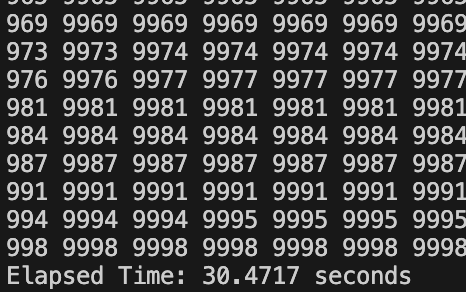 969 9969 9969 9969 9969 9969 9969
973 9973 9974 9974 9974 9974 9974
976 9976 9977 9977 9977 9977 9977
981 9981 9981 9981 9981 9981 9981
984 9984 9984 9984 9984 9984 9984
987 9987 9987 9987 9987 9987 9987
991 9991 9991 9991 9991 9991 9991
994 9994 9994 9995 9995 9995 9995
998 9998 9998 9998 9998 9998 9998
Elapsed Time: 30.4717 seconds